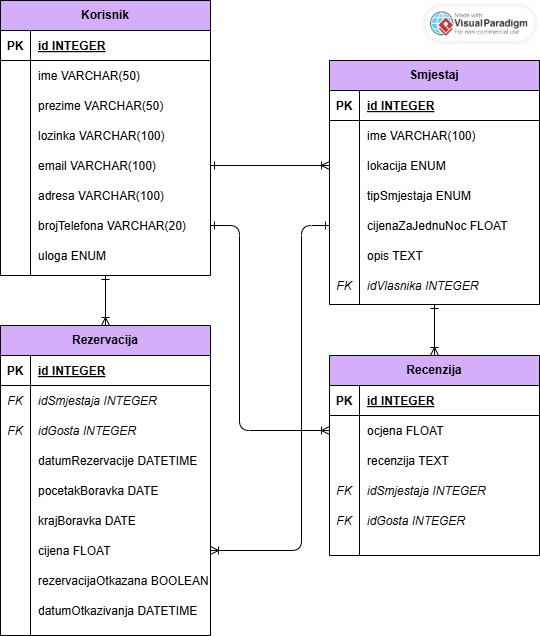 Korisnik
PK id INTEGER
ime VARCHAR(50)
prezime VARCHAR(50)
lozinka VARCHAR(100)
email VARCHAR(100)
adresa VARCHAR(100)
brojTelefona VARCHAR(20)
uloga ENUM
Made with
Visual Paradigm
For non-commercial use
Smjestaj
PK id INTEGER
ime VARCHAR(100)
lokacija ENUM
tipSmjestaja ENUM
cijenaZaJednuNoc FLOAT
opis TEXT
FK idVlasnika INTEGER
Rezervacija
PK id INTEGER
FK idSmjestaja INTEGER
FK idGosta INTEGER
datumRezervacije DATETIME
pocetakBoravka DATE
krajBoravka DATE
cijena FLOAT
rezervacijaOtkazana BOOLEAN
datumOtkazivanja DATETIME
Recenzija
PK id INTEGER
ocjena FLOAT
recenzija TEXT
FK idSmjestaja INTEGER
FK idGosta INTEGER